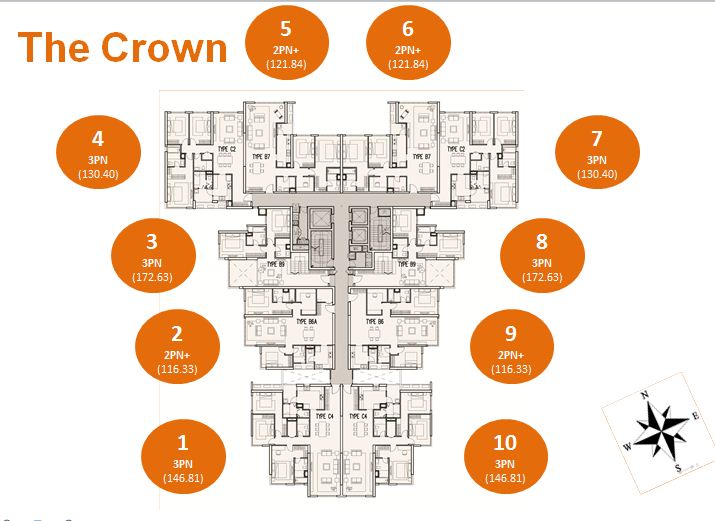 The Crown
5
2PN+
(121.84)
6
2PN+
(121.84)
4
3PN
(130.40)
7
3PN
(130.40)
TYPE C2
TYPE B7
TYPE B7
TYPE C2
3
3PN
(172.63)
8
3PN
(172.63)
TYPE B9
TYPE B9
2
2PN+
(116.33)
9
2PN+
(116.33)
TYPE B6A
TYPE B6
1
3PN
(146.81)
10
3PN
(146.81)
TYPE C4
TYPE C4
N
E
W
S